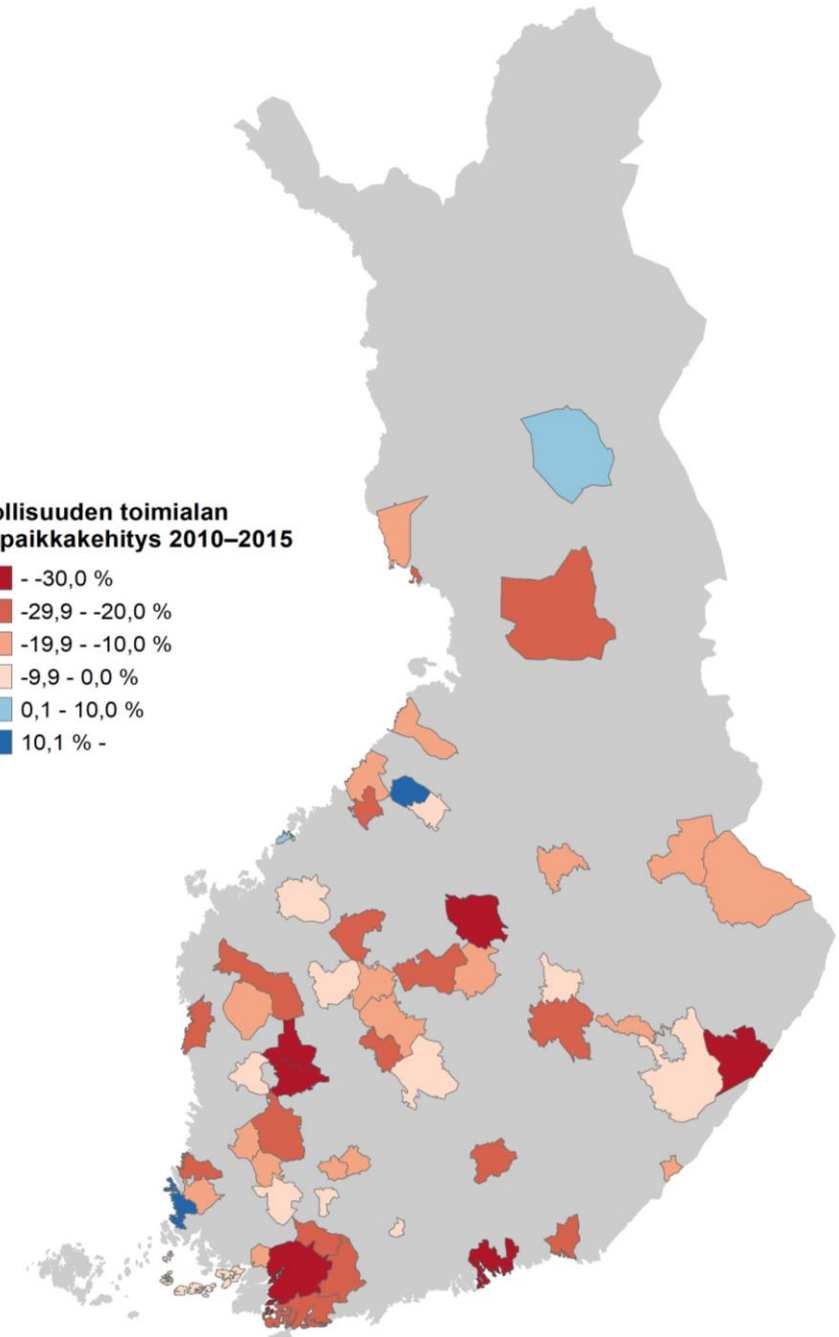 ollisuuden toimialan
paikkakehitys 2010–2015
- -30,0 %
-29,9 - -20,0 %
-19,9 - -10,0 %
-9,9 - 0,0 %
0,1 - 10,0 %
10,1 % -